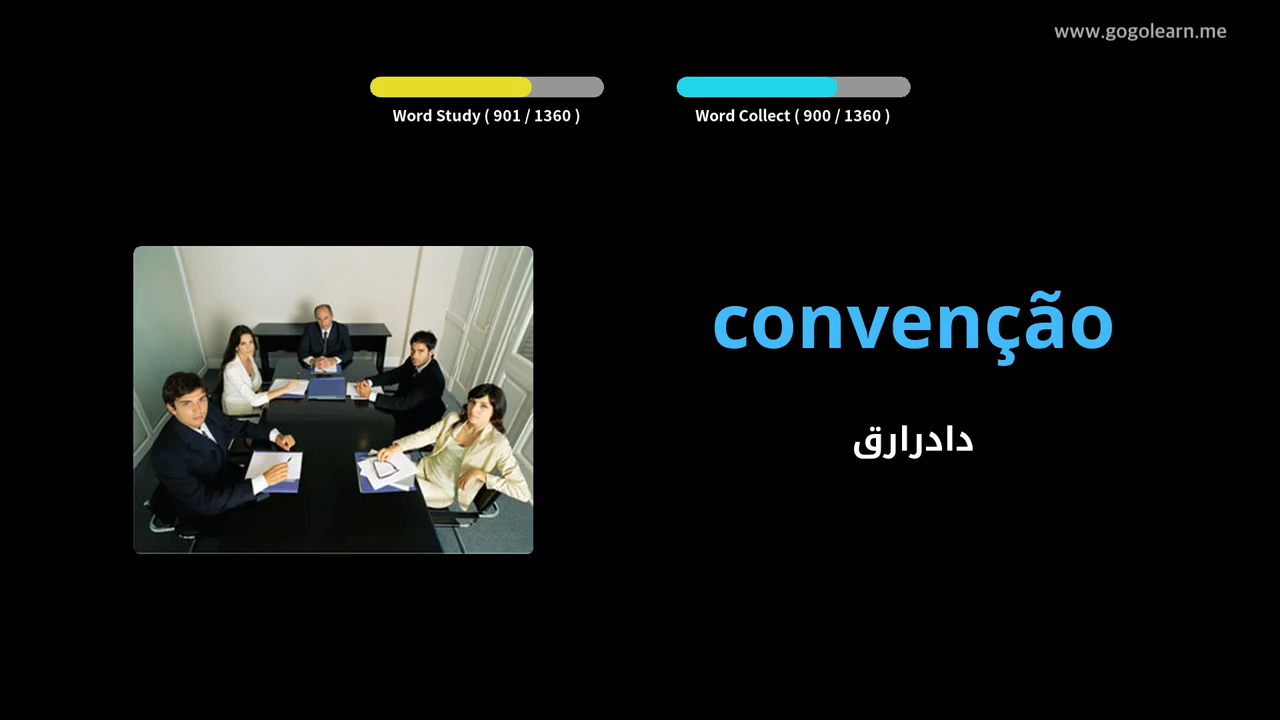 www.gogolearn.me
Word Study ( 901 / 1360 )
Word Collect ( 900 / 1360 )
convenção
دادرارق